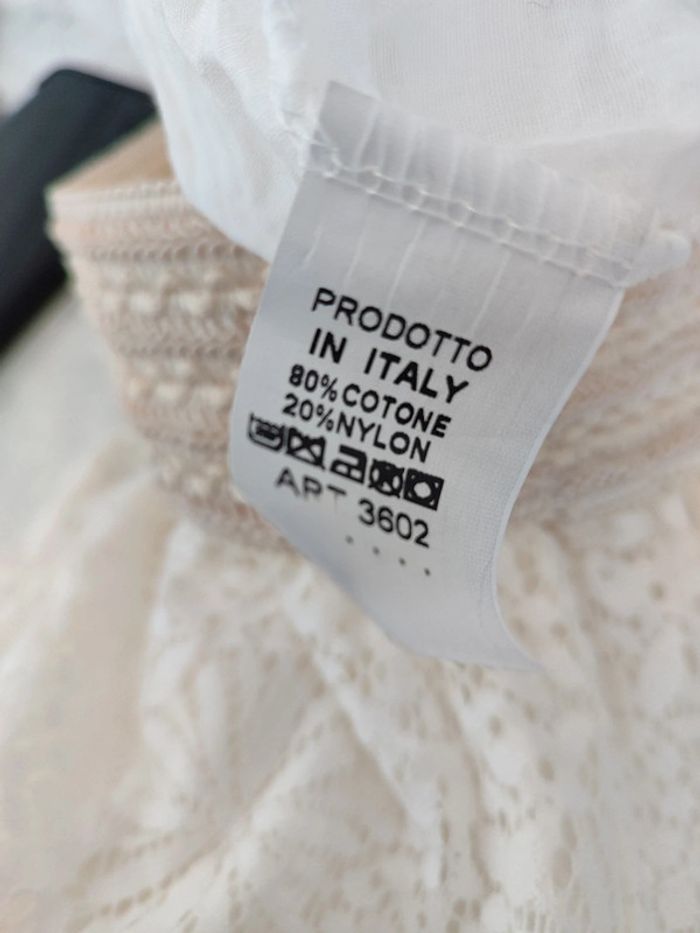 PRODOTTO
IN ITALY
80%COTONE
20%NYLON
ART 3602